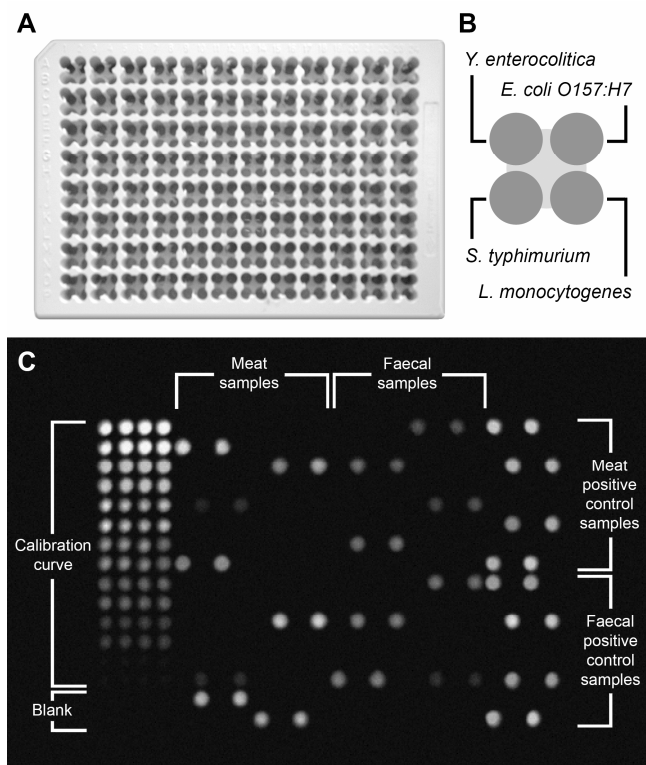 A
B
Y. enterocolitica
E. coli O157:H7
S. typhimurium
L. monocytogenes
C
Meat
samples
Faecal
samples
Calibration
curve
Blank
Meat
positive
control
samples
Faecal
positive
control
samples